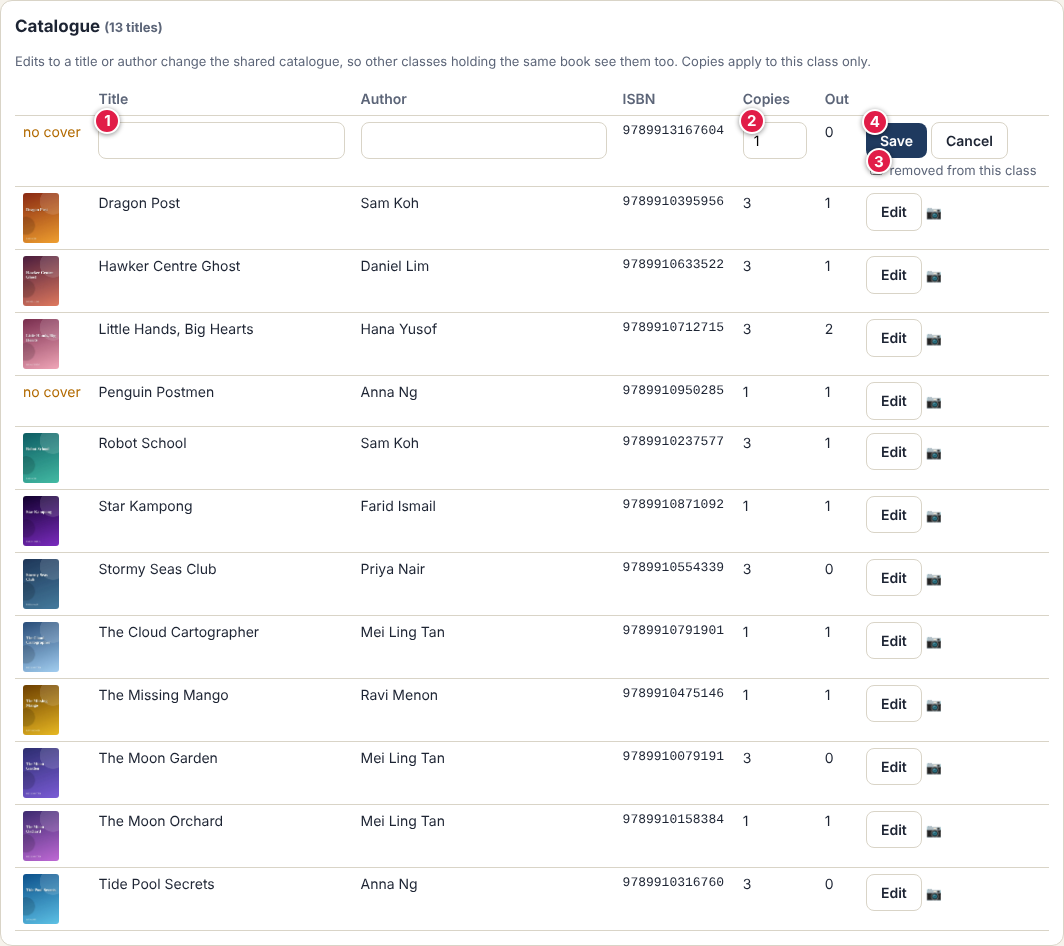 Catalogue (13 titles)
Edits to a title or author change the shared catalogue, so other classes holding the same book see them too. Copies apply to this class only.
Title Author ISBN Copies Out
no cover 1 9789913167604 2 1 0 4 Save Cancel
3 removed from this class
Dragon Post Sam Koh 9789910395956 3 1 Edit
Hawker Centre Ghost Daniel Lim 9789910633522 3 1 Edit
Little Hands, Big Hearts Hana Yusof 9789910712715 3 2 Edit
no cover Penguin Postmen Anna Ng 9789910950285 1 1 Edit
Robot School Sam Koh 9789910237577 3 1 Edit
Star Kampong Farid Ismail 9789910871092 1 1 Edit
Stormy Seas Club Priya Nair 9789910554339 3 0 Edit
The Cloud Cartographer Mei Ling Tan 9789910791901 1 1 Edit
The Missing Mango Ravi Menon 9789910475146 1 1 Edit
The Moon Garden Mei Ling Tan 9789910079191 3 0 Edit
The Moon Orchard Mei Ling Tan 9789910158384 1 1 Edit
Tide Pool Secrets Anna Ng 9789910316760 3 0 Edit